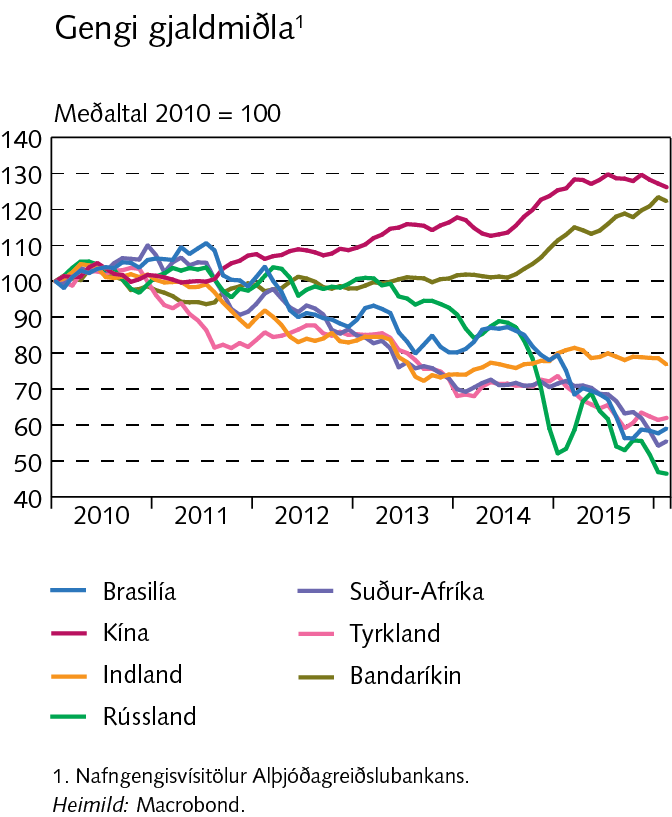 Gengi gjaldmiðla¹
Meðaltal 2010 = 100
140
130
120
110
100
90
80
70
60
50
40
2010 2011 2012 2013 2014 2015
Brasilía
Kína
Indland
Rússland
Suður-Afríka
Tyrkland
Bandaríkin
1. Nafngengisvísitölur Alþjóðagreiðslubankans.
Heimild: Macrobond.